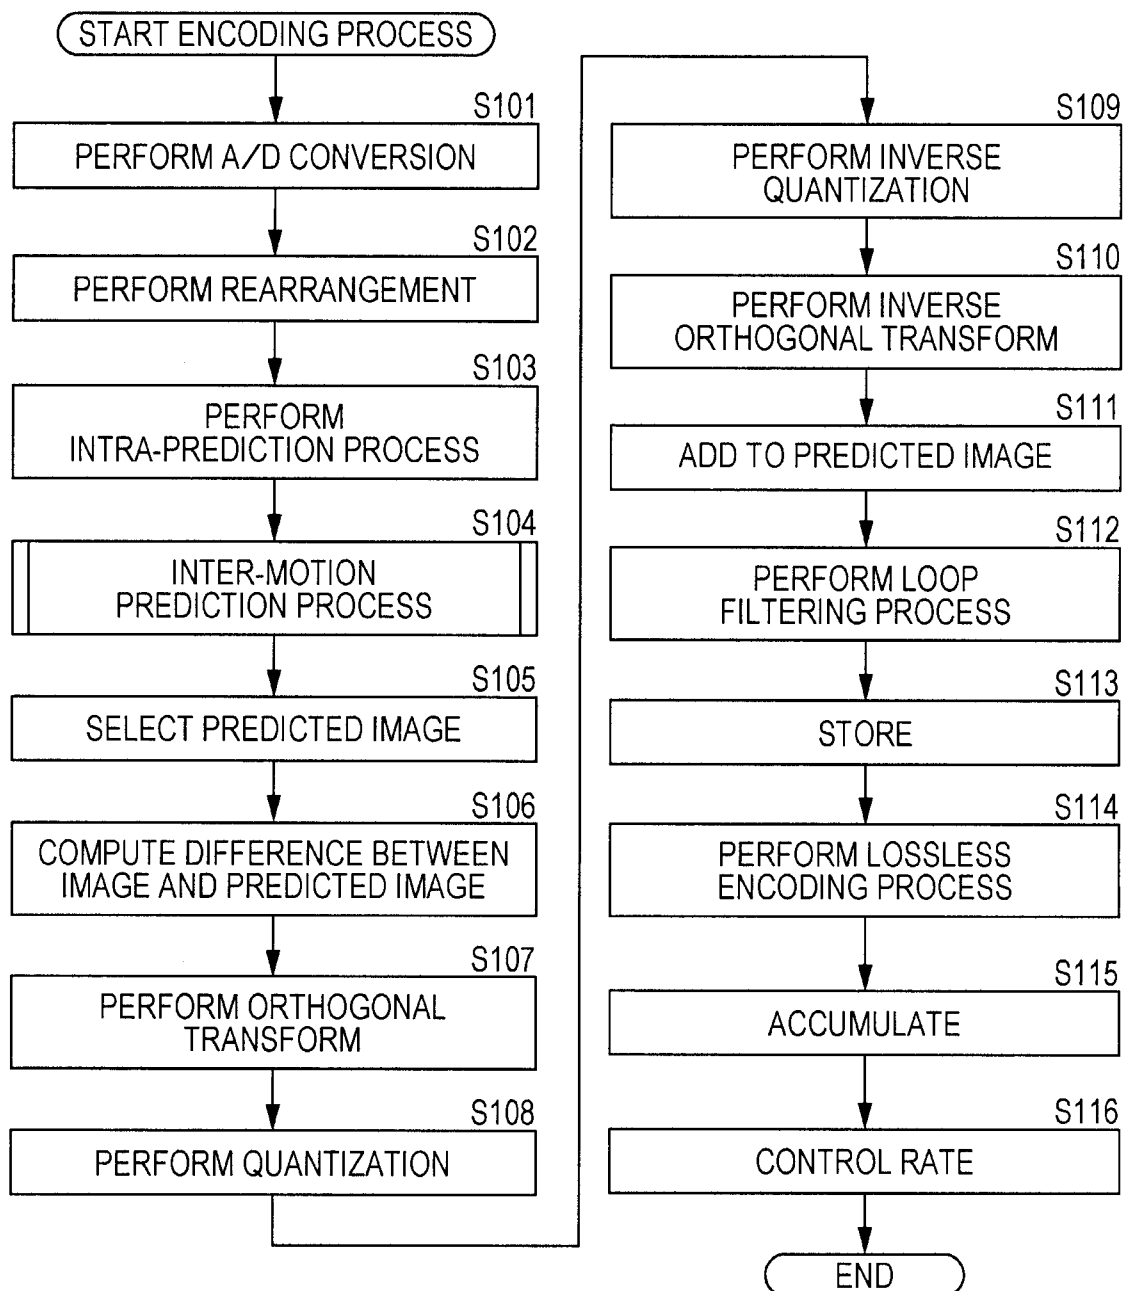 START ENCODING PROCESS
S101
PERFORM A/D CONVERSION
S102
PERFORM REARRANGEMENT
S103
PERFORM
INTRA-PREDICTION PROCESS
S104
INTER-MOTION
PREDICTION PROCESS
S105
SELECT PREDICTED IMAGE
S106
COMPUTE DIFFERENCE BETWEEN
IMAGE AND PREDICTED IMAGE
S107
PERFORM ORTHOGONAL
TRANSFORM
S108
PERFORM QUANTIZATION
S109
PERFORM INVERSE
QUANTIZATION
S110
PERFORM INVERSE
ORTHOGONAL TRANSFORM
S111
ADD TO PREDICTED IMAGE
S112
PERFORM LOOP
FILTERING PROCESS
S113
STORE
S114
PERFORM LOSSLESS
ENCODING PROCESS
S115
ACCUMULATE
S116
CONTROL RATE
END